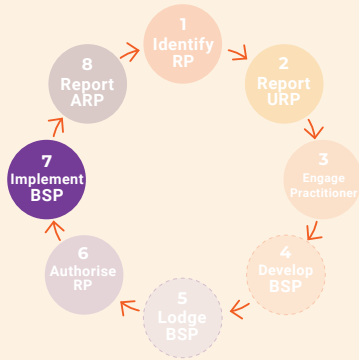 1
Identify
RP
2
Report
URP
3
Engage
Practitioner
4
Develop
BSP
5
Lodge
BSP
6
Authorise
RP
7
Implement
BSP
8
Report
ARP